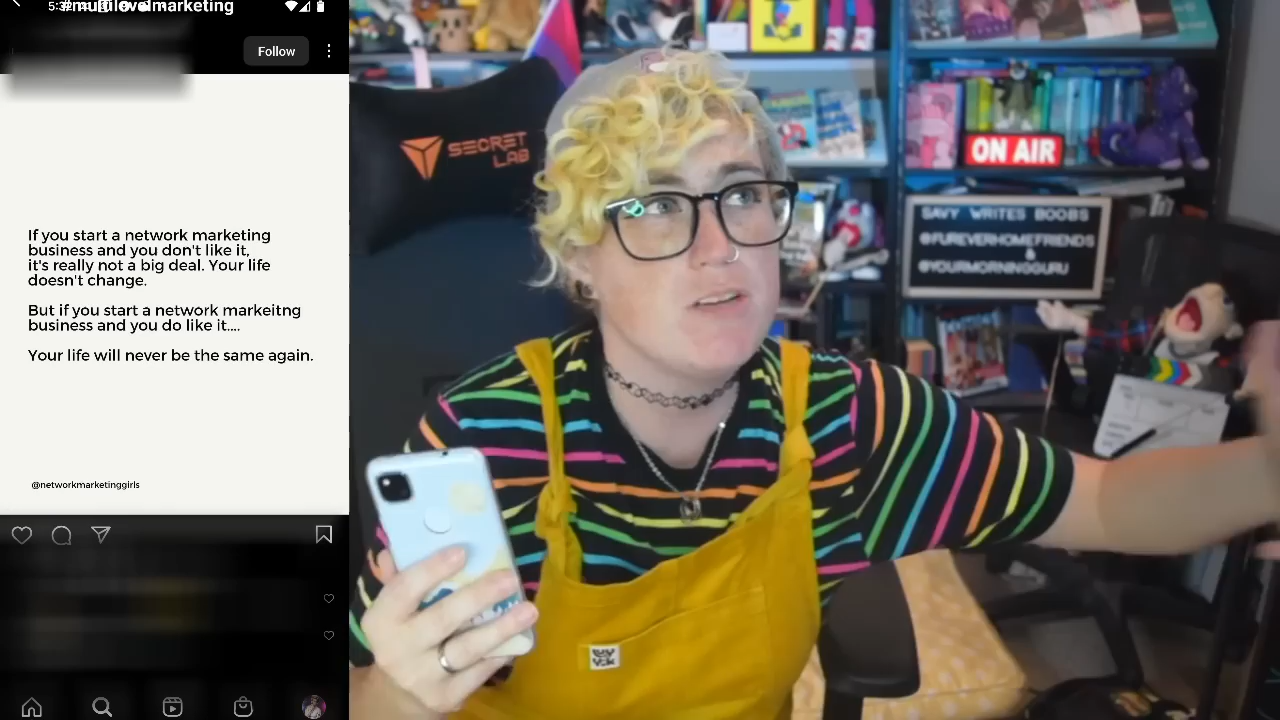 #multilevelmarketing
Follow
If you start a network marketing
business and you don't like it,
it's really not a big deal. Your life
doesn't change.
But if you start a network markeitng
business and you do like it....
Your life will never be the same again.
@networkmarketinggirls
SECRET
LAB
ON AIR
SAVY WRITES BOOBS
@FUREVERHOMEFRIENDS
&
@YOURMORNINGGURU